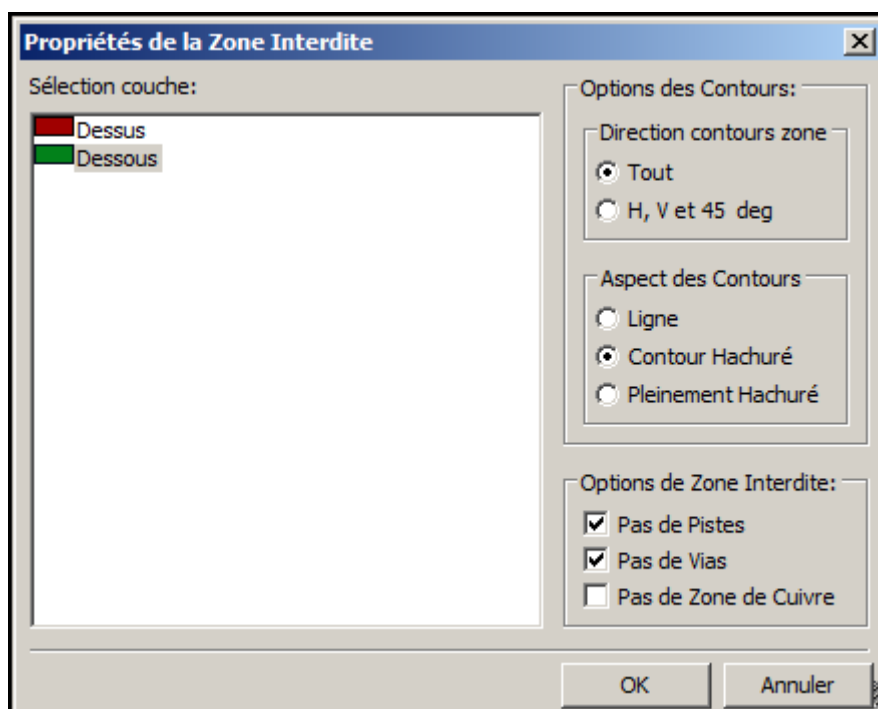 Propriétés de la Zone Interdite
Sélection couche:
Dessus
Dessous
Options des Contours:
Direction contours zone
Tout
H, V et 45 deg
Aspect des Contours
Ligne
Contour Hachuré
Pleinement Hachuré
Options de Zone Interdite:
Pas de Pistes
Pas de Vias
Pas de Zone de Cuivre
OK
Annuler